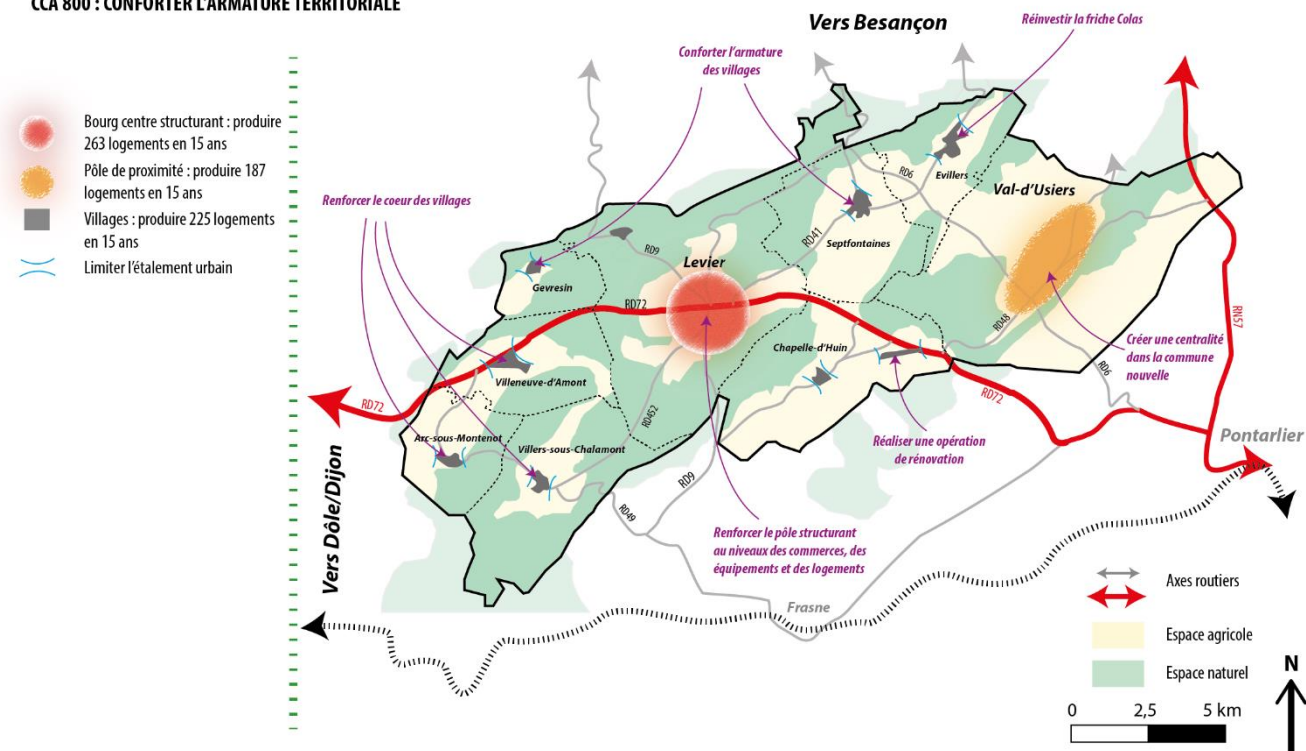 CCA 800 : CONFORTER L'ARMATURE TERRITORIALE
Vers Besançon
Réinvestir la friche Colas
Conforter l'armature
des villages
Bourg centre structurant : produire
263 logements en 15 ans
Pôle de proximité : produire 187
logements en 15 ans
Villages : produire 225 logements
en 15 ans
Limiter l'étalement urbain
Renforcer le coeur des villages
RD6
Evillers
Val-d'Usiers
Septfontaines
RD41
RD9
Levier
Gevresin
RD72
RN57
RD48
Chapelle-d'Huin
Créer une centralité
dans la commune
nouvelle
RD6
Villeneuve-d'Amont
RD72
RD72
RD452
Arc-sous-Montenot
Villers-sous-Chalamont
Réaliser une opération
de rénovation
Pontarlier
Vers Dôle/Dijon
RD9
RD49
Renforcer le pôle structurant
au niveaux des commerces, des
équipements et des logements
Frasne
Axes routiers
Espace agricole
Espace naturel
N
0 2,5 5 km